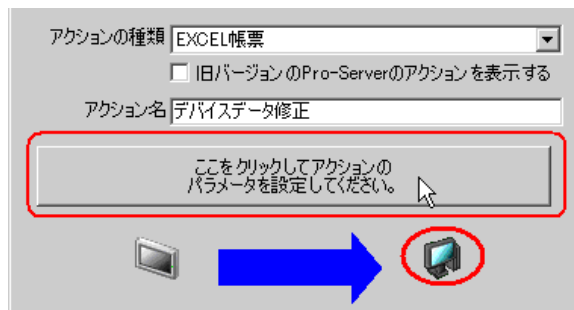 アクションの種類 EXCEL帳票
旧バージョンのPro-Serverのアクションを表示する
アクション名 デバイスデータ修正
ここをクリックしてアクションの
パラメータを設定してください。